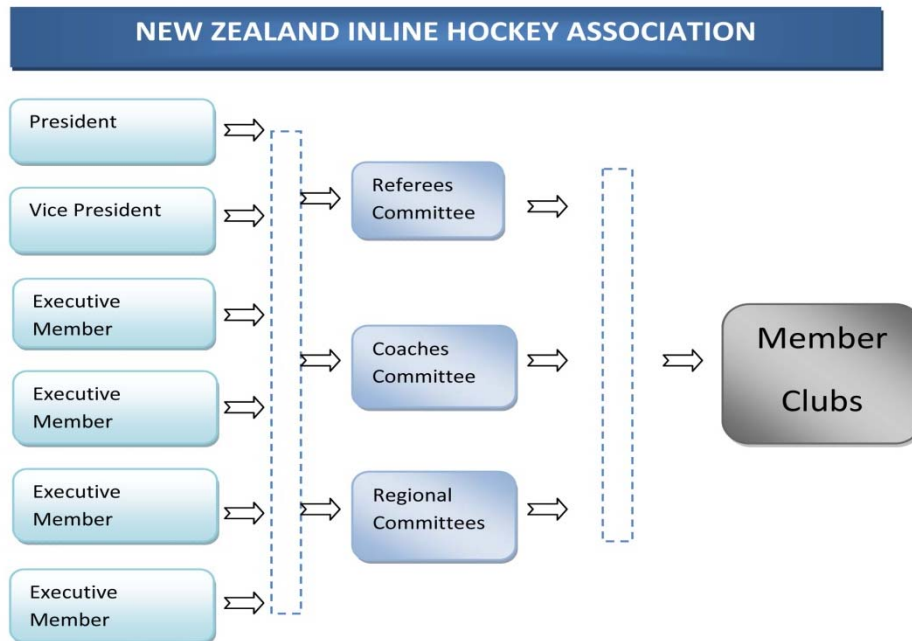 NEW ZEALAND INLINE HOCKEY ASSOCIATION
President
Vice President
Executive
Member
Executive
Member
Executive
Member
Executive
Member
Referees
Committee
Coaches
Committee
Regional
Committees
Member
Clubs